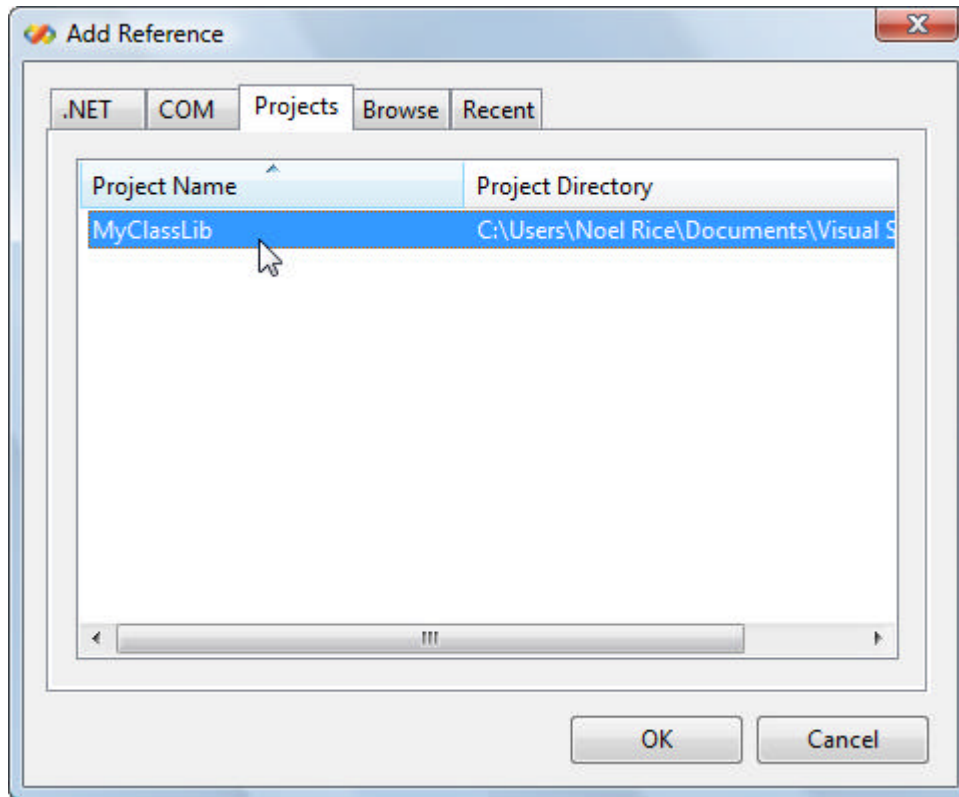 Add Reference
.NET COM Projects Browse Recent
Project Name Project Directory
MyClassLib C:\Users\Noel Rice\Documents\Visual S
OK Cancel